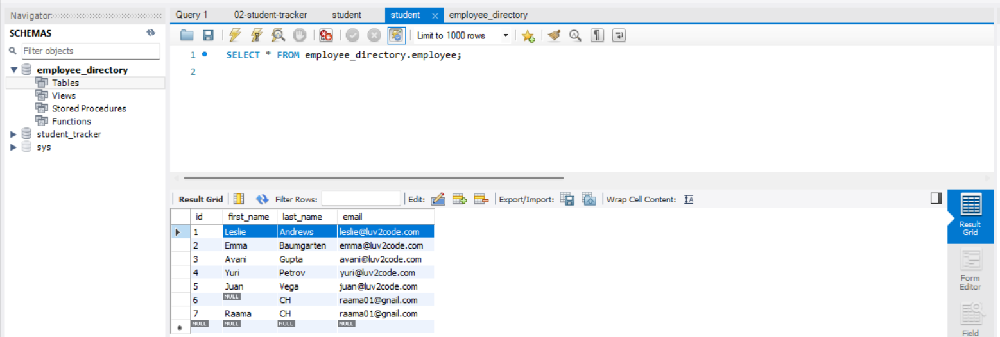 Navigator
SCHEMAS
Filter objects
employee_directory
Tables
Views
Stored Procedures
Functions
student_tracker
sys
Query 1 02-student-tracker student student employee_directory
Limit to 1000 rows
1 SELECT * FROM employee_directory.employee;
2
Result Grid Filter Rows: Edit: Export/Import: Wrap Cell Content:
id first_name last_name email
1 Leslie Andrews leslie@luv2code.com
2 Emma Baumgarten emma@luv2code.com
3 Avani Gupta avani@luv2code.com
4 Yuri Petrov yuri@luv2code.com
5 Juan Vega juan@luv2code.com
6 NULL CH raama01@gnail.com
7 Raama CH raama01@gnail.com
NULL NULL NULL NULL
Result
Grid
Form
Editor
Field